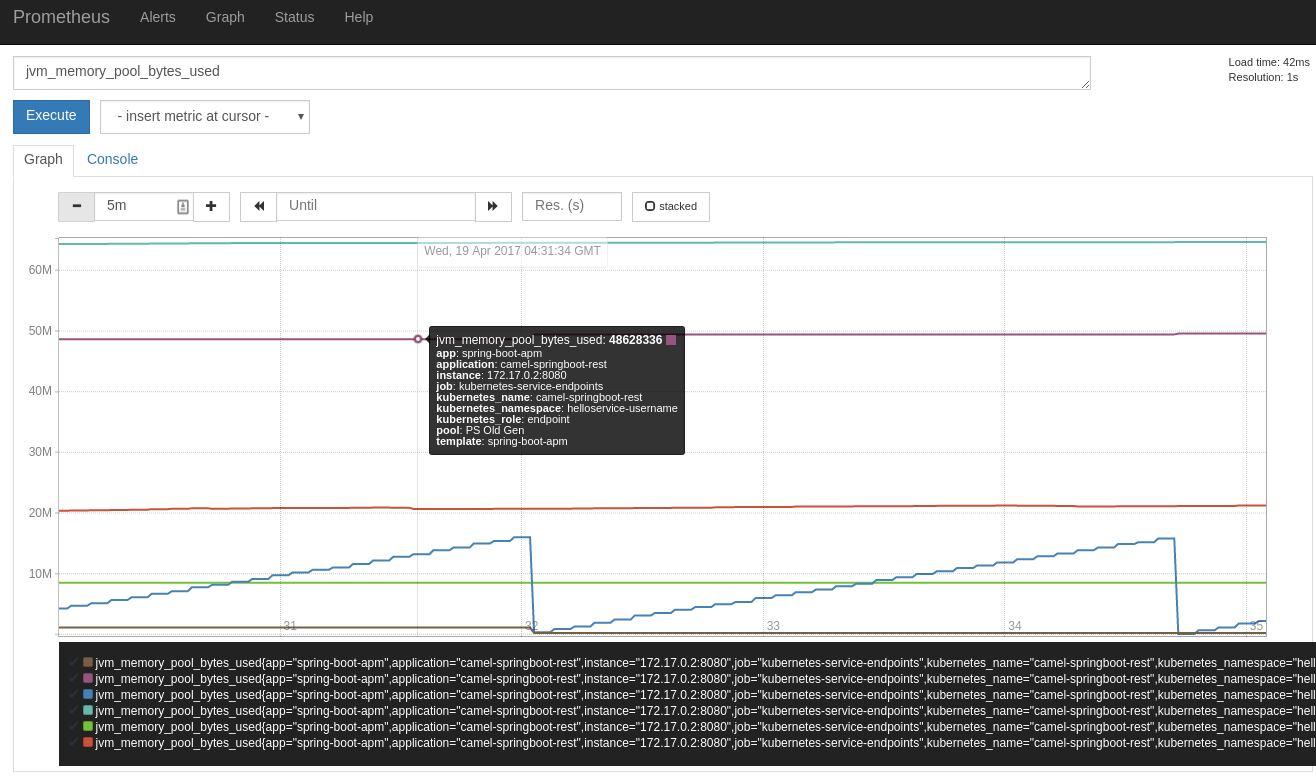 Prometheus Alerts Graph Status Help
jvm_memory_pool_bytes_used
Load time: 42ms
Resolution: 1s
Execute - insert metric at cursor -
Graph Console
5m Until Res. (s) stacked
Wed, 19 Apr 2017 04:31:34 GMT
60M
50M
40M
30M
20M
10M
jvm_memory_pool_bytes_used: 48628336
app: spring-boot-apm
application: camel-springboot-rest
instance: 172.17.0.2:8080
job: kubernetes-service-endpoints
kubernetes_name: camel-springboot-rest
kubernetes_namespace: helloservice-username
kubernetes_role: endpoint
pool: PS Old Gen
template: spring-boot-apm
31 32 33 34 35
jvm_memory_pool_bytes_used{app="spring-boot-apm",application="camel-springboot-rest",instance="172.17.0.2:8080",job="kubernetes-service-endpoints",kubernetes_name="camel-springboot-rest",kubernetes_namespace="hell
jvm_memory_pool_bytes_used{app="spring-boot-apm",application="camel-springboot-rest",instance="172.17.0.2:8080",job="kubernetes-service-endpoints",kubernetes_name="camel-springboot-rest",kubernetes_namespace="hell
jvm_memory_pool_bytes_used{app="spring-boot-apm",application="camel-springboot-rest",instance="172.17.0.2:8080",job="kubernetes-service-endpoints",kubernetes_name="camel-springboot-rest",kubernetes_namespace="hell
jvm_memory_pool_bytes_used{app="spring-boot-apm",application="camel-springboot-rest",instance="172.17.0.2:8080",job="kubernetes-service-endpoints",kubernetes_name="camel-springboot-rest",kubernetes_namespace="hell
jvm_memory_pool_bytes_used{app="spring-boot-apm",application="camel-springboot-rest",instance="172.17.0.2:8080",job="kubernetes-service-endpoints",kubernetes_name="camel-springboot-rest",kubernetes_namespace="hell
jvm_memory_pool_bytes_used{app="spring-boot-apm",application="camel-springboot-rest",instance="172.17.0.2:8080",job="kubernetes-service-endpoints",kubernetes_name="camel-springboot-rest",kubernetes_namespace="hell